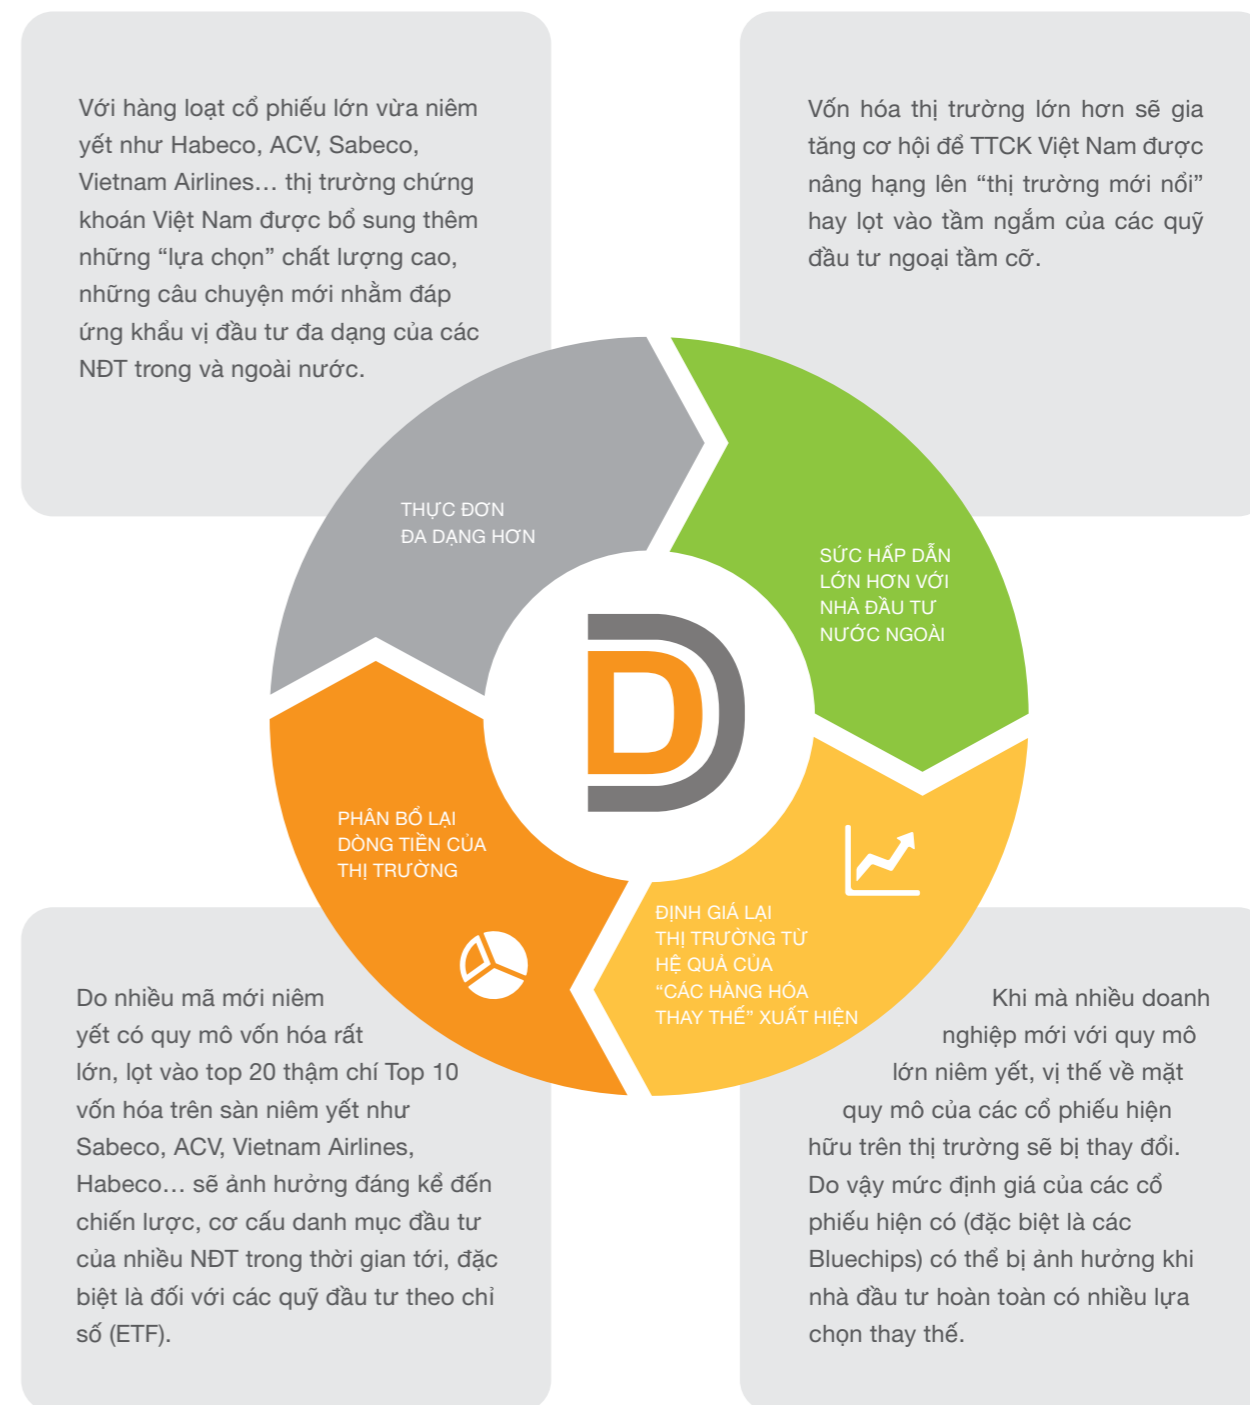 Với hàng loạt cổ phiếu lớn vừa niêm
yết như Habeco, ACV, Sabeco,
Vietnam Airlines… thị trường chứng
khoán Việt Nam được bổ sung thêm
những “lựa chọn” chất lượng cao,
những câu chuyện mới nhằm đáp
ứng khẩu vị đầu tư đa dạng của các
NĐT trong và ngoài nước.
Vốn hóa thị trường lớn hơn sẽ gia
tăng cơ hội để TTCK Việt Nam được
nâng hạng lên “thị trường mới nổi”
hay lọt vào tầm ngắm của các quỹ
đầu tư ngoại tầm cỡ.
THỰC ĐƠN
ĐA DẠNG HƠN
SỨC HẤP DẪN
LỚN HƠN VỚI
NHÀ ĐẦU TƯ
NƯỚC NGOÀI
D
PHÂN BỔ LẠI
DÒNG TIỀN CỦA
THỊ TRƯỜNG
ĐỊNH GIÁ LẠI
THỊ TRƯỜNG TỪ
HỆ QUẢ CỦA
“CÁC HÀNG HÓA
THAY THẾ" XUẤT HIỆN
Do nhiều mã mới niêm
yết có quy mô vốn hóa rất
lớn, lọt vào top 20 thậm chí Top 10
vốn hóa trên sàn niêm yết như
Sabeco, ACV, Vietnam Airlines,
Habeco… sẽ ảnh hưởng đáng kể đến
chiến lược, cơ cấu danh mục đầu tư
của nhiều NĐT trong thời gian tới, đặc
biệt là đối với các quỹ đầu tư theo chỉ
số (ETF).
Khi mà nhiều doanh
nghiệp mới với quy mô
lớn niêm yết, vị thế về mặt
quy mô của các cổ phiếu hiện
hữu trên thị trường sẽ bị thay đổi.
Do vậy mức định giá của các cổ
phiếu hiện có (đặc biệt là các
Bluechips) có thể bị ảnh hưởng khi
nhà đầu tư hoàn toàn có nhiều lựa
chọn thay thế.